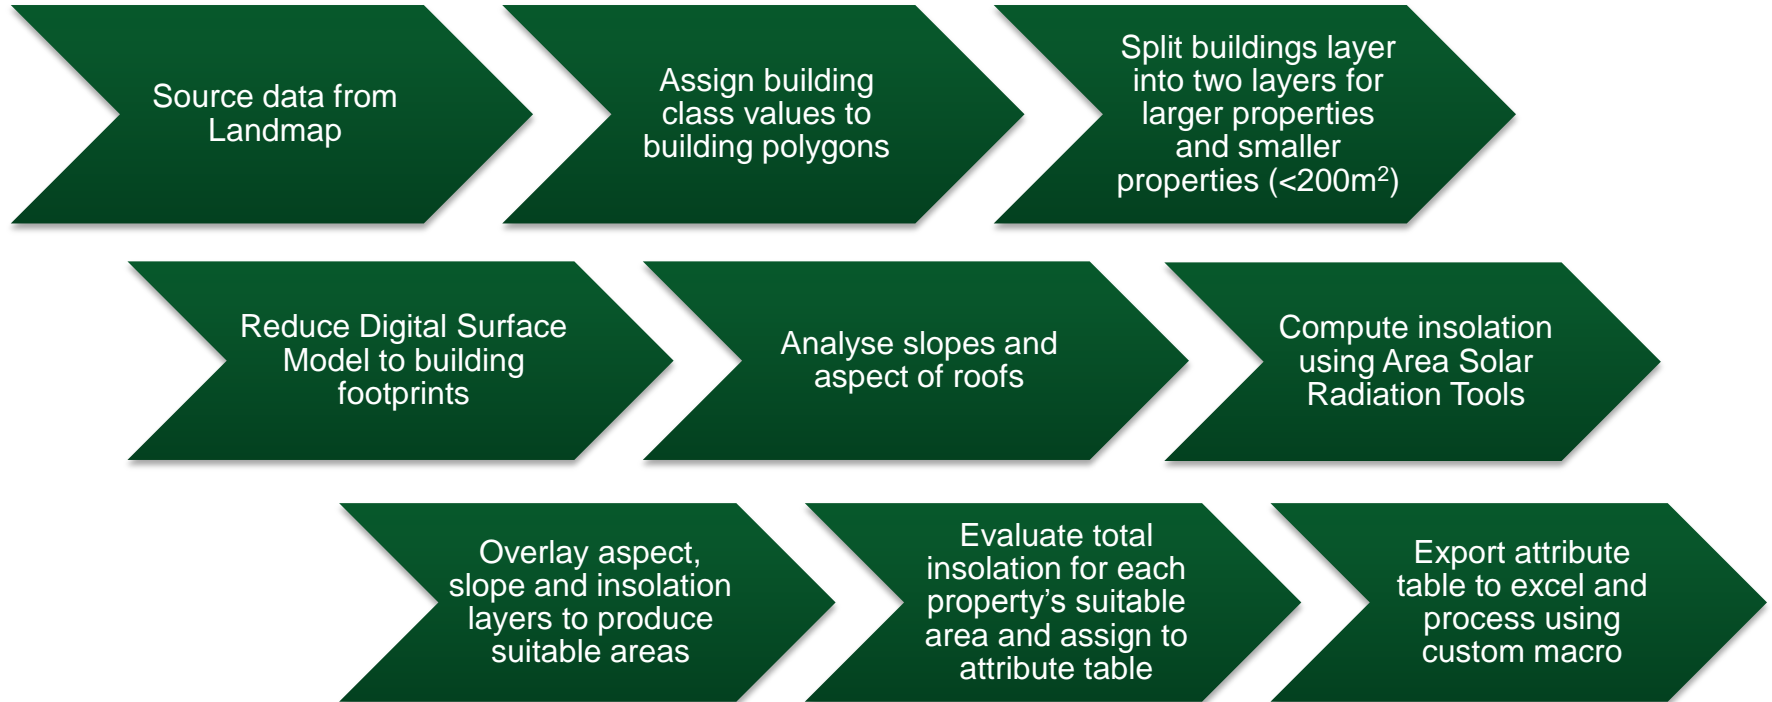 Source data from
Landmap
Assign building
class values to
building polygons
Split buildings layer
into two layers for
larger properties
and smaller
properties (<200m²)
Reduce Digital Surface
Model to building
footprints
Analyse slopes and
aspect of roofs
Compute insolation
using Area Solar
Radiation Tools
Overlay aspect,
slope and insolation
layers to produce
suitable areas
Evaluate total
insolation for each
property’s suitable
area and assign to
attribute table
Export attribute
table to excel and
process using
custom macro